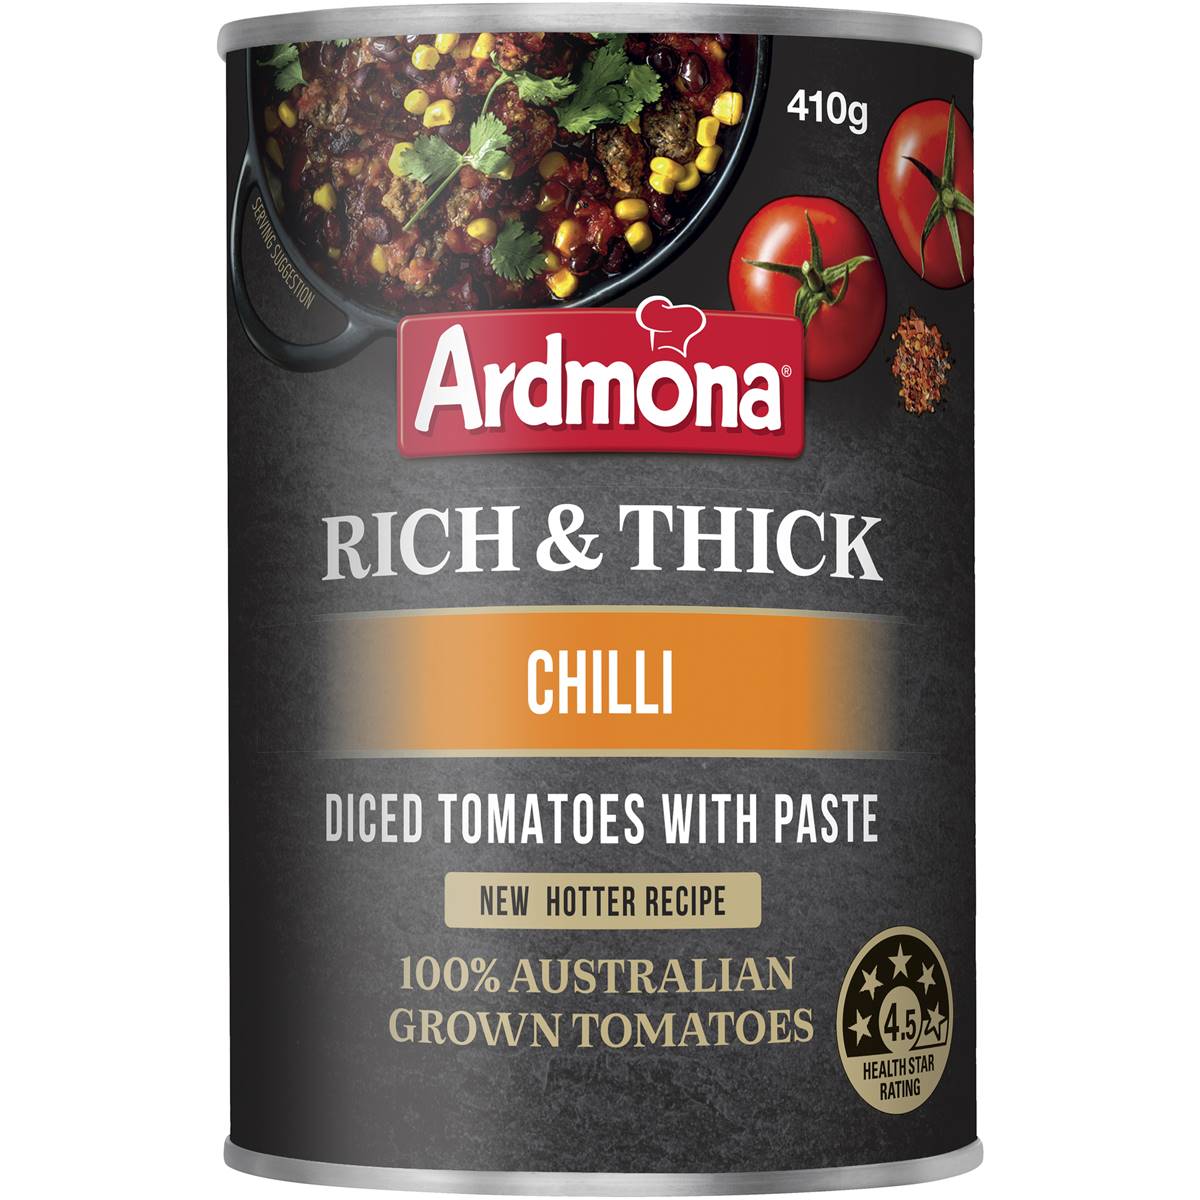 410g
SERVING SUGGESTION
Ardmona®
RICH & THICK
CHILLI
DICED TOMATOES WITH PASTE
NEW HOTTER RECIPE
100% AUSTRALIAN
GROWN TOMATOES
4.5
HEALTH STAR
RATING